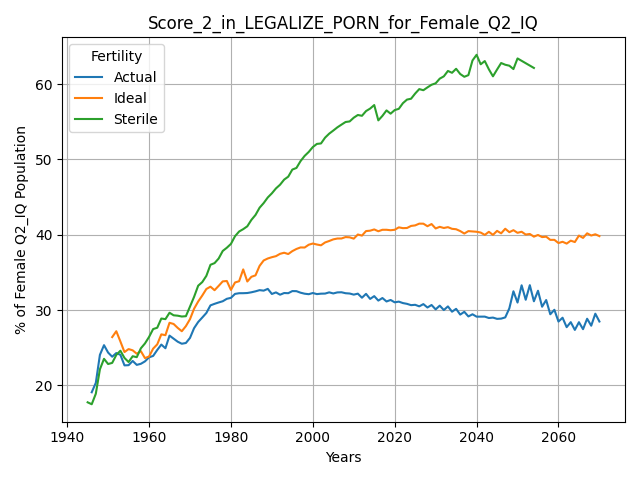 Score_2_in_LEGALIZE_PORN_for_Female_Q2_IQ
Fertility
Actual
Ideal
Sterile
% of Female Q2_IQ Population
60
50
40
30
20
1940
1960
1980
2000
2020
2040
2060
Years